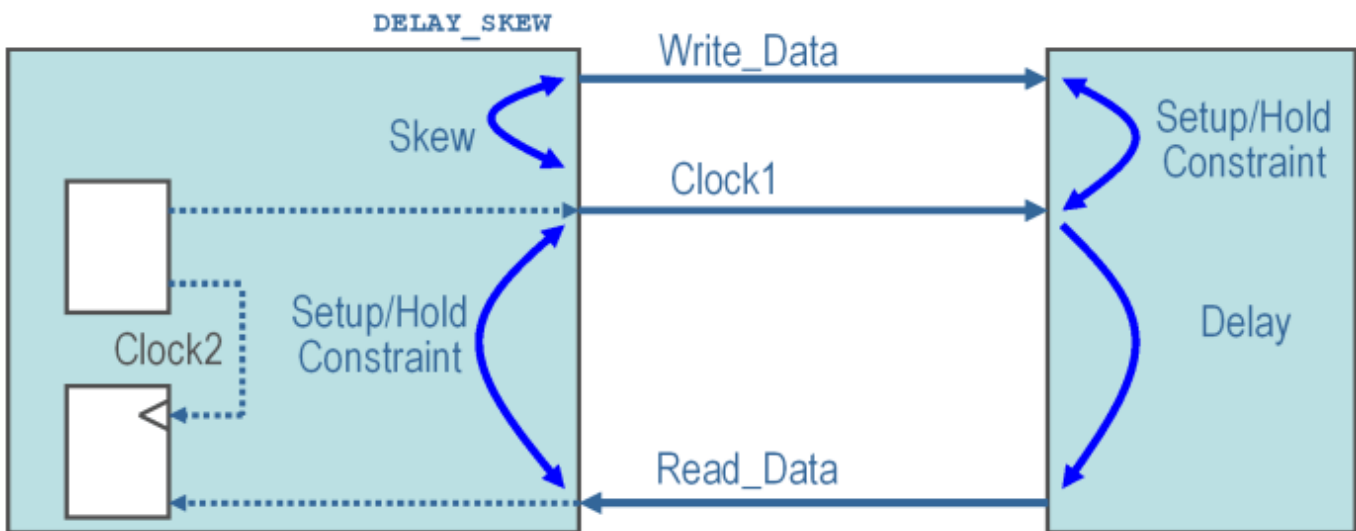 DELAY_SKEW
Write_Data
Skew
Setup/Hold
Constraint
Clock1
Setup/Hold
Constraint
Clock2
Delay
Read_Data